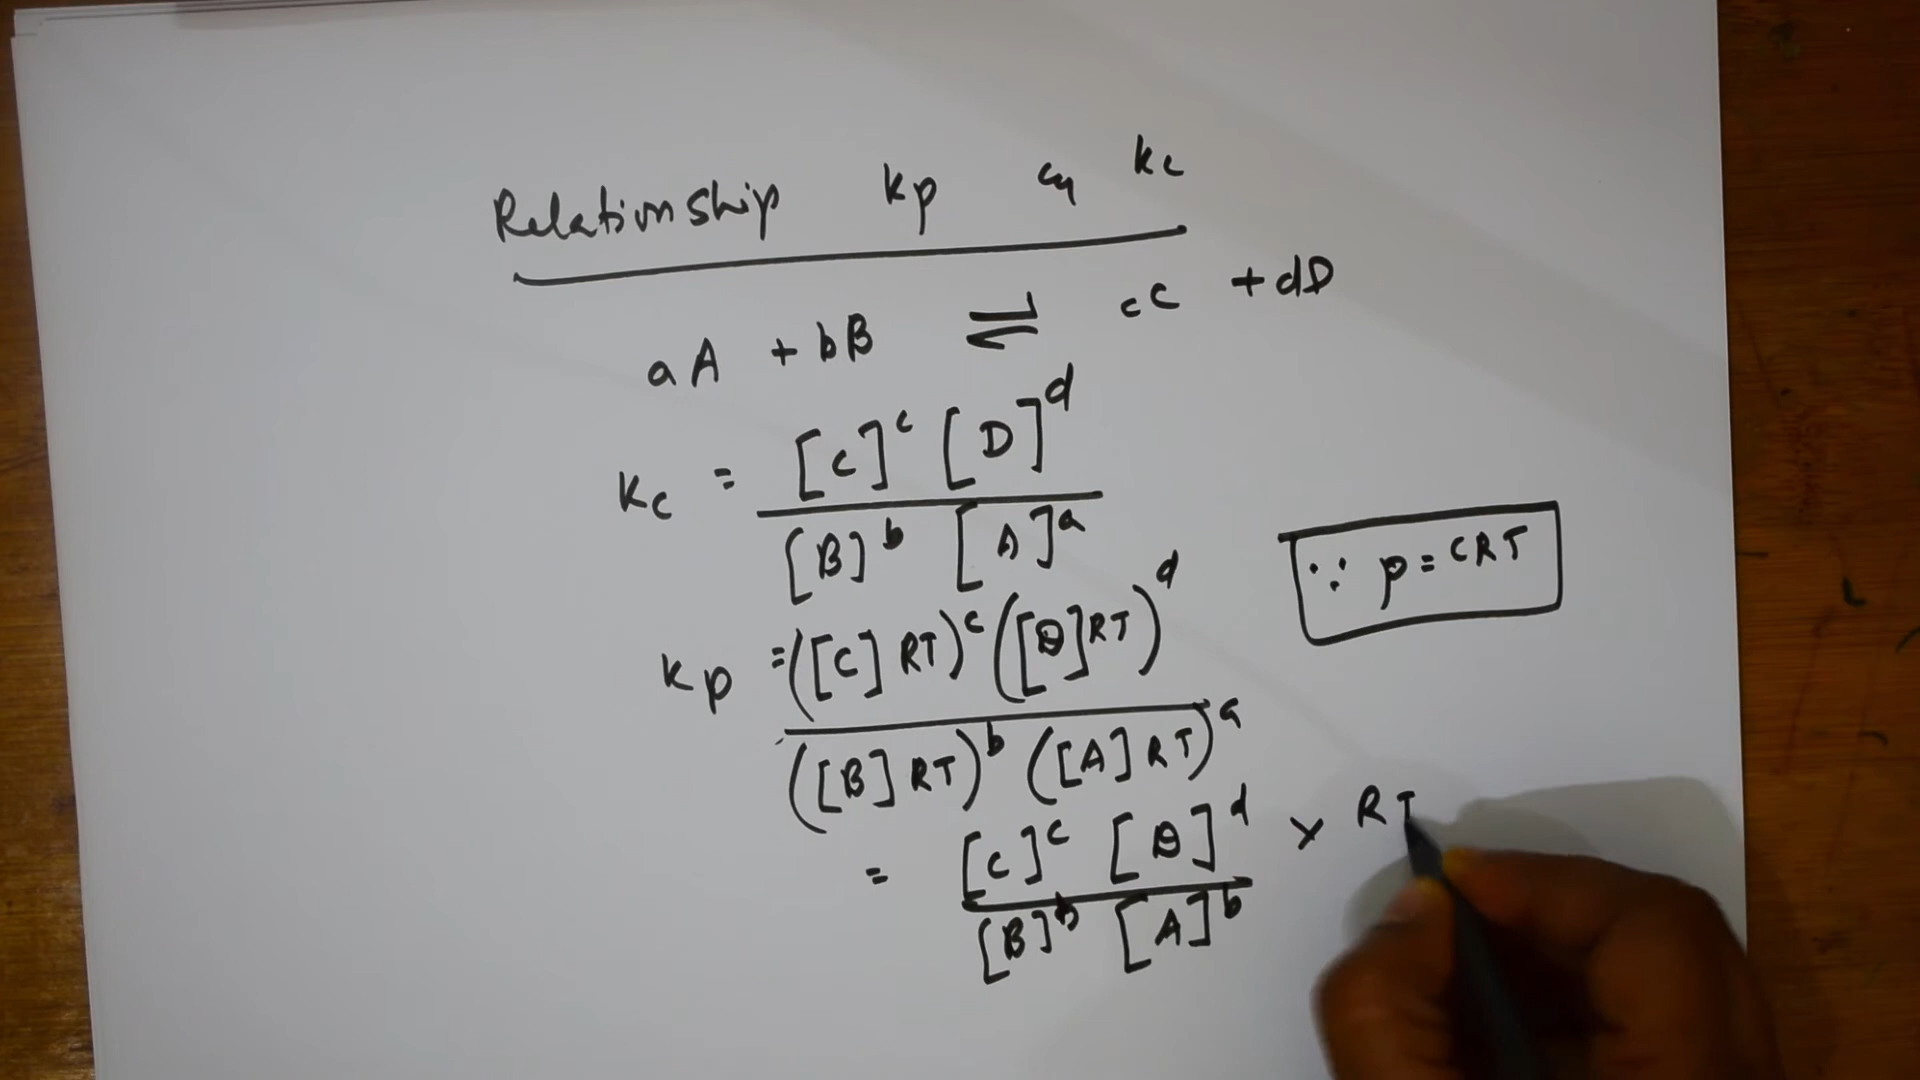 Relationship kp kc
aA + bB ⇌ cC + dD
kc = [C]^c [D]^d
[B]^b [A]^a
∵ p = CRT
kp = ([C] RT)^c ([D] RT)^d
([B] RT)^b ([A] RT)^a
= [C]^c [D]^d × RT
[B]^b [A]^b